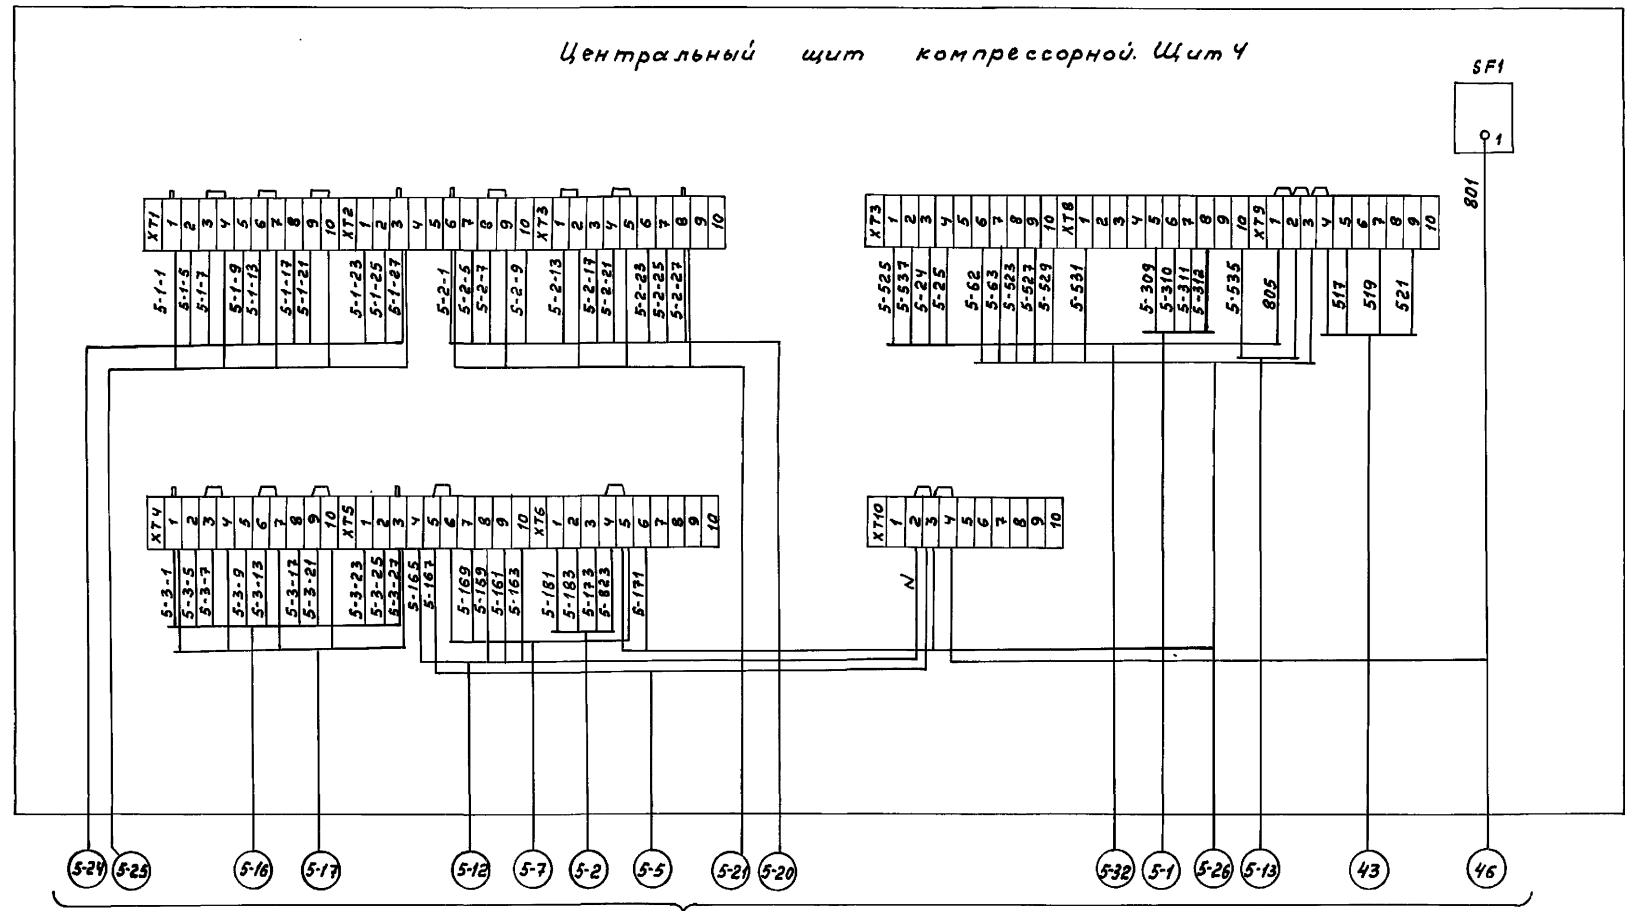 Центральный щит компрессорной. Щит 4
SF1
1
801
XT1 1 2 3 4 5 6 7 8 9 10 XT2 1 2 3 4 5 6 7 8 9 10 XT3 1 2 3 4 5 6 7 8 9 10
XT3 1 2 3 4 5 6 7 8 9 10 XT8 1 2 3 4 5 6 7 8 9 10 XT9 1 2 3 4 5 6 7 8 9 10
5-1-1 5-1-5 5-1-7 5-1-9 5-1-13 5-1-17 5-1-21 5-1-23 5-1-25 5-1-27 5-2-1 5-2-5 5-2-7 5-2-9 5-2-13 5-2-17 5-2-21 5-2-23 5-2-25 5-2-27
5-525 5-537 5-24 5-25 5-62 5-63 5-523 5-527 5-529 5-531 5-309 5-310 5-311 5-312 5-535 805 517 519 521
XT4 1 2 3 4 5 6 7 8 9 10 XT5 1 2 3 4 5 6 7 8 9 10 XT6 1 2 3 4 5 6 7 8 9 10
XT10 1 2 3 4 5 6 7 8 9 10
5-3-1 5-3-5 5-3-7 5-3-9 5-3-13 5-3-17 5-3-21 5-3-23 5-3-25 5-3-27 5-165 5-167 5-169 5-159 5-161 5-163 5-181 5-183 5-173 5-823 5-171
N
5-24 5-25 5-16 5-17 5-12 5-7 5-2 5-5 5-21 5-20 5-32 5-1 5-26 5-13 43 46